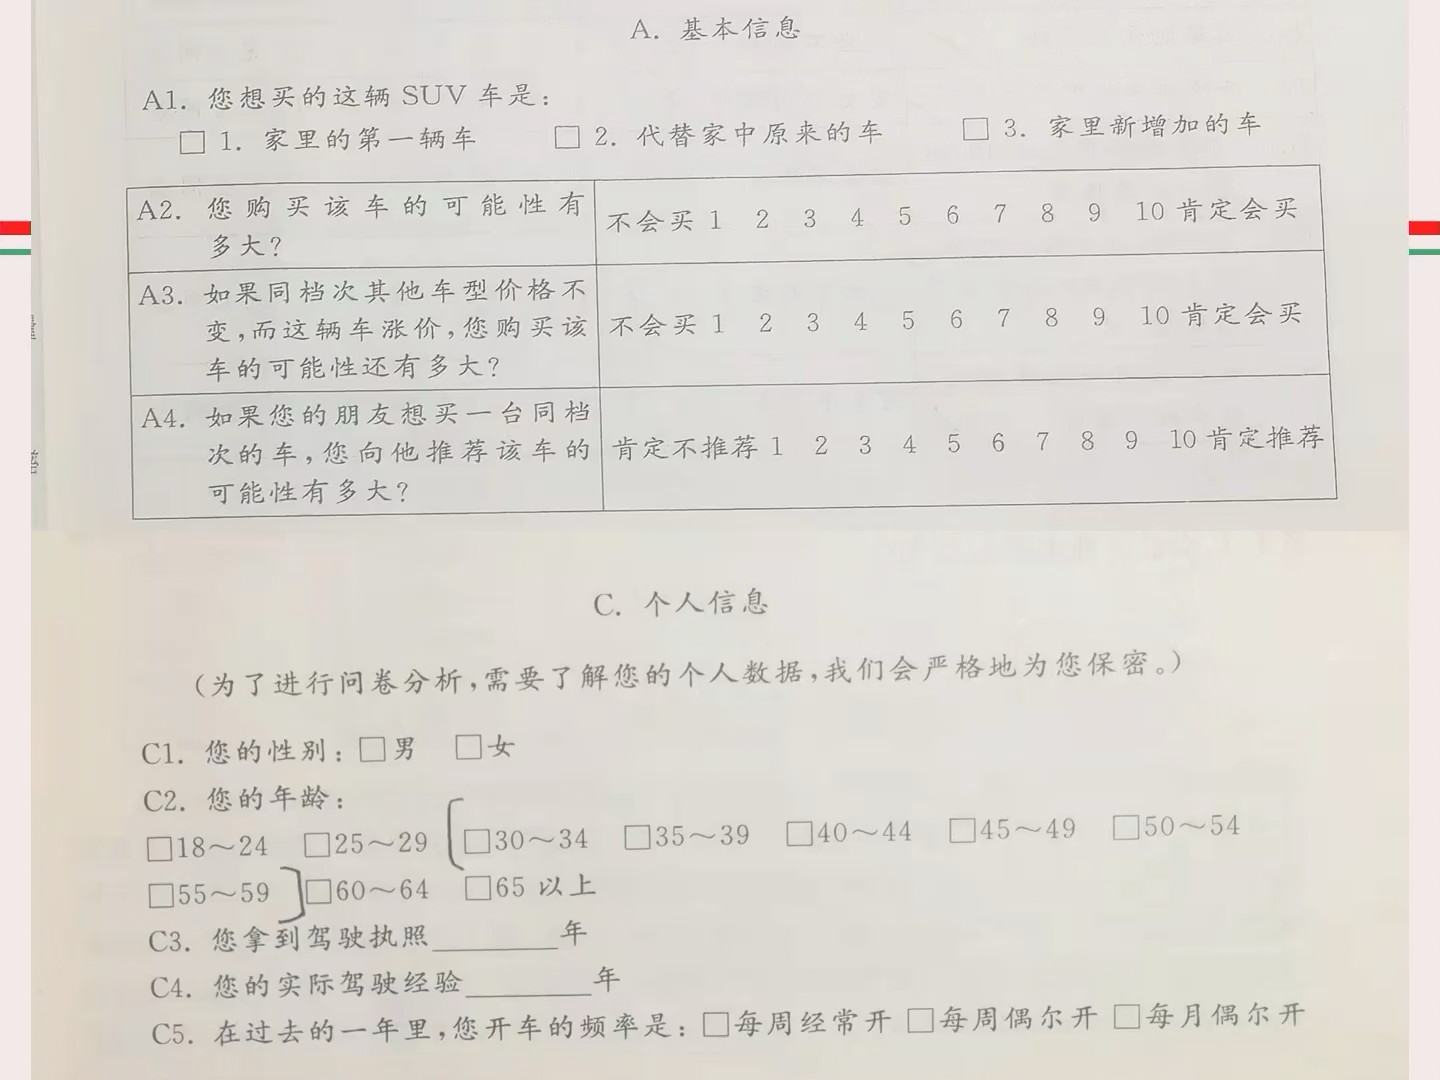 A. 基本信息
A1. 您想买的这辆 SUV 车是：
□ 1. 家里的第一辆车 □ 2. 代替家中原来的车 □ 3. 家里新增加的车
A2. 您购买该车的可能性有
多大？
不会买 1 2 3 4 5 6 7 8 9 10 肯定会买
A3. 如果同档次其他车型价格不
变，而这辆车涨价，您购买该
车的可能性还有多大？
不会买 1 2 3 4 5 6 7 8 9 10 肯定会买
A4. 如果您的朋友想买一台同档
次的车，您向他推荐该车的
可能性有多大？
肯定不推荐 1 2 3 4 5 6 7 8 9 10 肯定推荐
C. 个人信息
（为了进行问卷分析，需要了解您的个人数据，我们会严格地为您保密。）
C1. 您的性别：□男 □女
C2. 您的年龄：
□18～24 □25～29 □30～34 □35～39 □40～44 □45～49 □50～54
□55～59 □60～64 □65 以上
C3. 您拿到驾驶执照________年
C4. 您的实际驾驶经验________年
C5. 在过去的一年里，您开车的频率是：□每周经常开 □每周偶尔开 □每月偶尔开